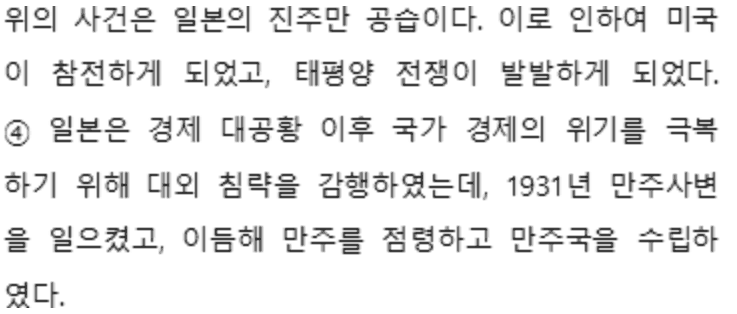 위의 사건은 일본의 진주만 공습이다. 이로 인하여 미국
이 참전하게 되었고, 태평양 전쟁이 발발하게 되었다.
④ 일본은 경제 대공황 이후 국가 경제의 위기를 극복
하기 위해 대외 침략을 감행하였는데, 1931년 만주사변
을 일으켰고, 이듬해 만주를 점령하고 만주국을 수립하
였다.